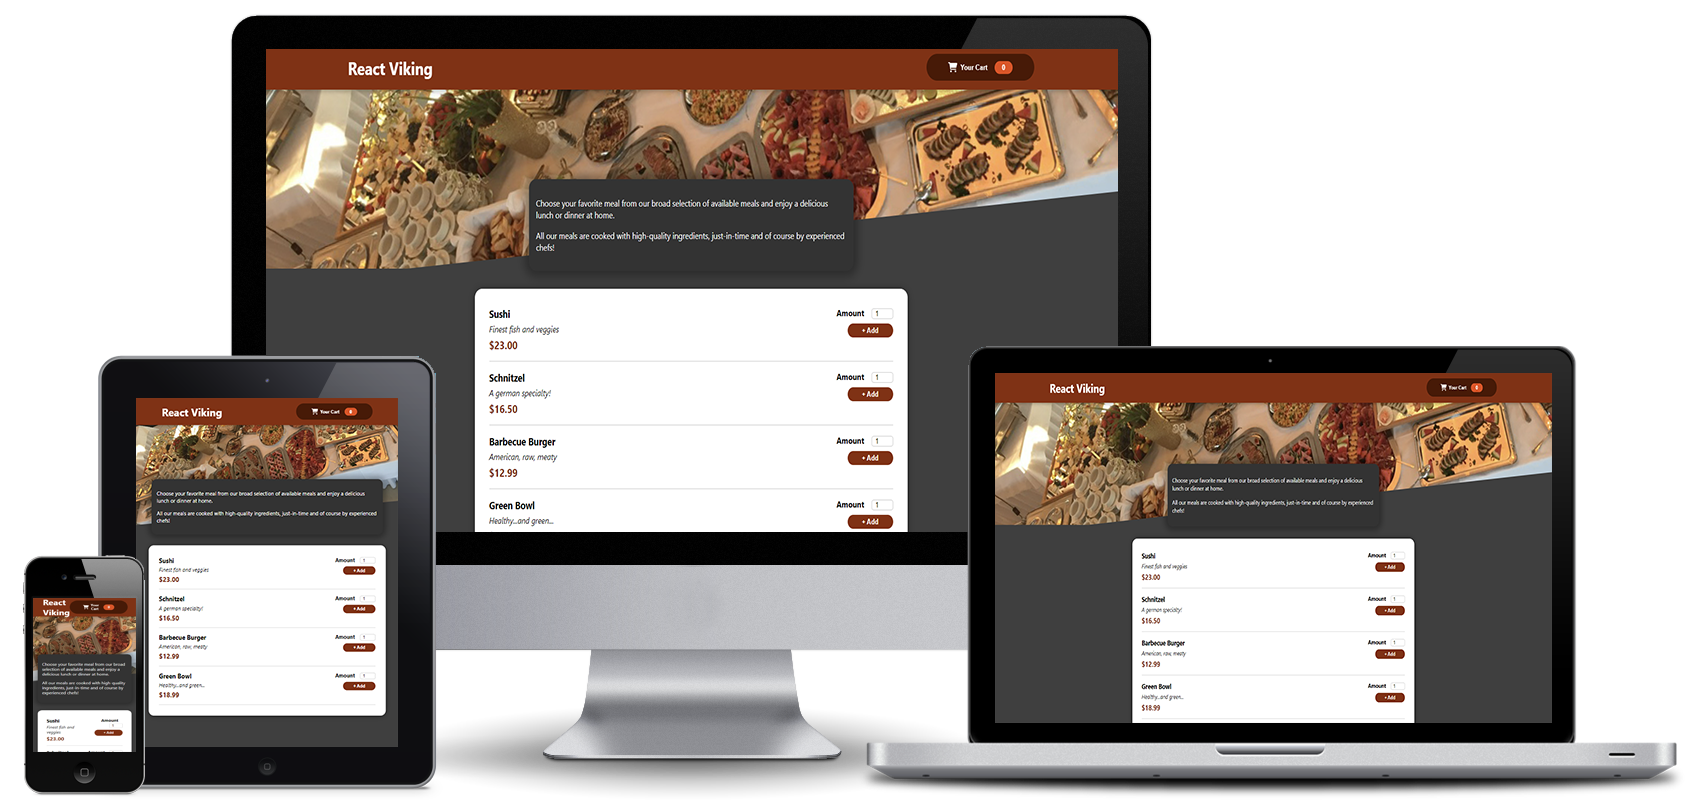 React Viking
Your Cart 0
Choose your favorite meal from our broad selection of available meals and enjoy a delicious
lunch or dinner at home.
All our meals are cooked with high-quality ingredients, just-in-time and of course by experienced
chefs!
Sushi
Amount 1
Finest fish and veggies
+ Add
$23.00
Schnitzel
Amount 1
A german specialty!
+ Add
$16.50
Barbecue Burger
Amount 1
American, raw, meaty
+ Add
$12.99
Green Bowl
Amount 1
Healthy...and green...
+ Add
React Viking
Your Cart 0
Choose your favorite meal from our broad selection of available meals and enjoy a delicious
lunch or dinner at home.
All our meals are cooked with high-quality ingredients, just-in-time and of course by experienced
chefs!
Sushi
Amount 1
Finest fish and veggies
+ Add
$23.00
Schnitzel
Amount 1
A german specialty!
+ Add
$16.50
Barbecue Burger
Amount 1
American, raw, meaty
+ Add
$12.99
Green Bowl
Amount 1
Healthy...and green...
+ Add
$18.99
React
Viking
Your
Cart
0
Choose your favorite meal from our broad
selection of available meals and enjoy a
delicious lunch or dinner at home.
All our meals are cooked with high-quality
ingredients, just-in-time and of course by
experienced chefs!
Sushi
Amount
1
Finest fish and
veggies
+ Add
$23.00
React Viking
Your Cart 0
Choose your favorite meal from our broad selection of available meals and enjoy a delicious
lunch or dinner at home.
All our meals are cooked with high-quality ingredients, just-in-time and of course by experienced
chefs!
Sushi
Amount 1
Finest fish and veggies
+ Add
$23.00
Schnitzel
Amount 1
A german specialty!
+ Add
$16.50
Barbecue Burger
Amount 1
American, raw, meaty
+ Add
$12.99
Green Bowl
Amount 1
Healthy...and green...
+ Add
$18.99